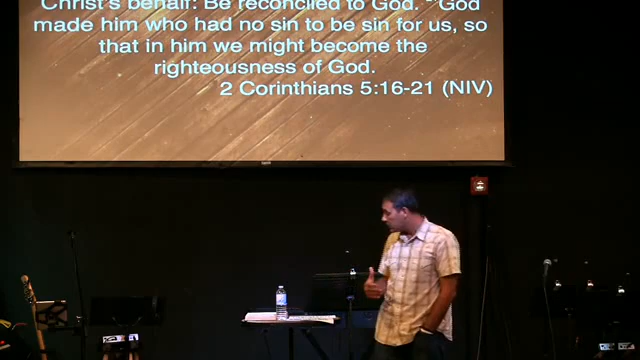 Christ's behalf: Be reconciled to God. God
made him who had no sin to be sin for us, so
that in him we might become the
righteousness of God.
2 Corinthians 5:16-21 (NIV)